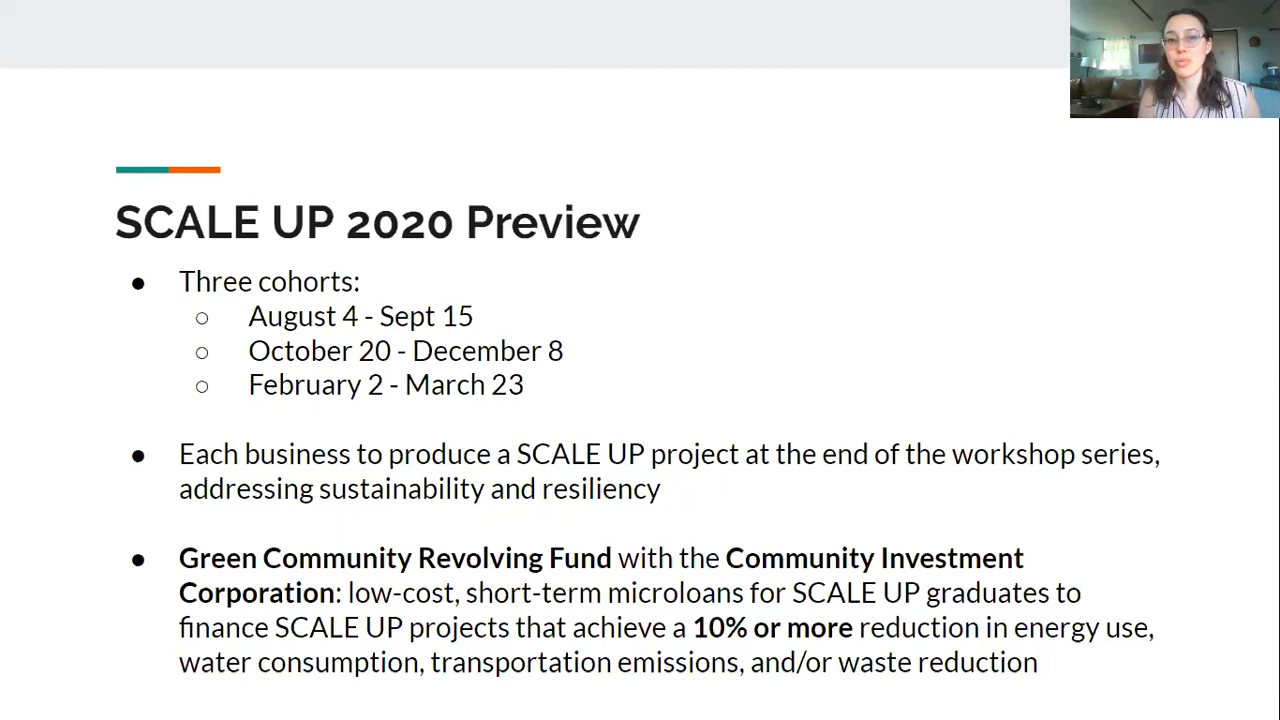 SCALE UP 2020 Preview
● Three cohorts:
○ August 4 - Sept 15
○ October 20 - December 8
○ February 2 - March 23
● Each business to produce a SCALE UP project at the end of the workshop series,
addressing sustainability and resiliency
● Green Community Revolving Fund with the Community Investment
Corporation: low-cost, short-term microloans for SCALE UP graduates to
finance SCALE UP projects that achieve a 10% or more reduction in energy use,
water consumption, transportation emissions, and/or waste reduction